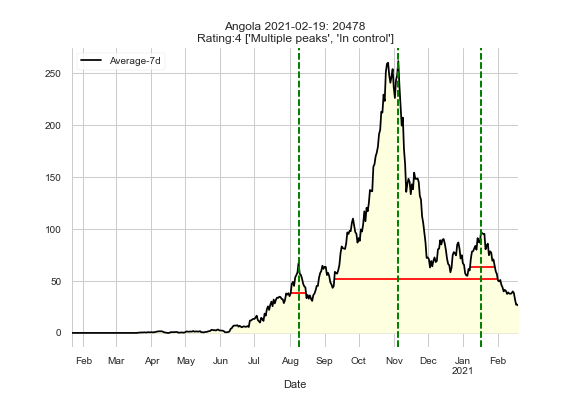 Angola 2021-02-19: 20478
Rating:4 ['Multiple peaks', 'In control']
Average-7d
250
200
150
100
50
0
Feb Mar Apr May Jun Jul Aug Sep Oct Nov Dec Jan Feb
2021
Date